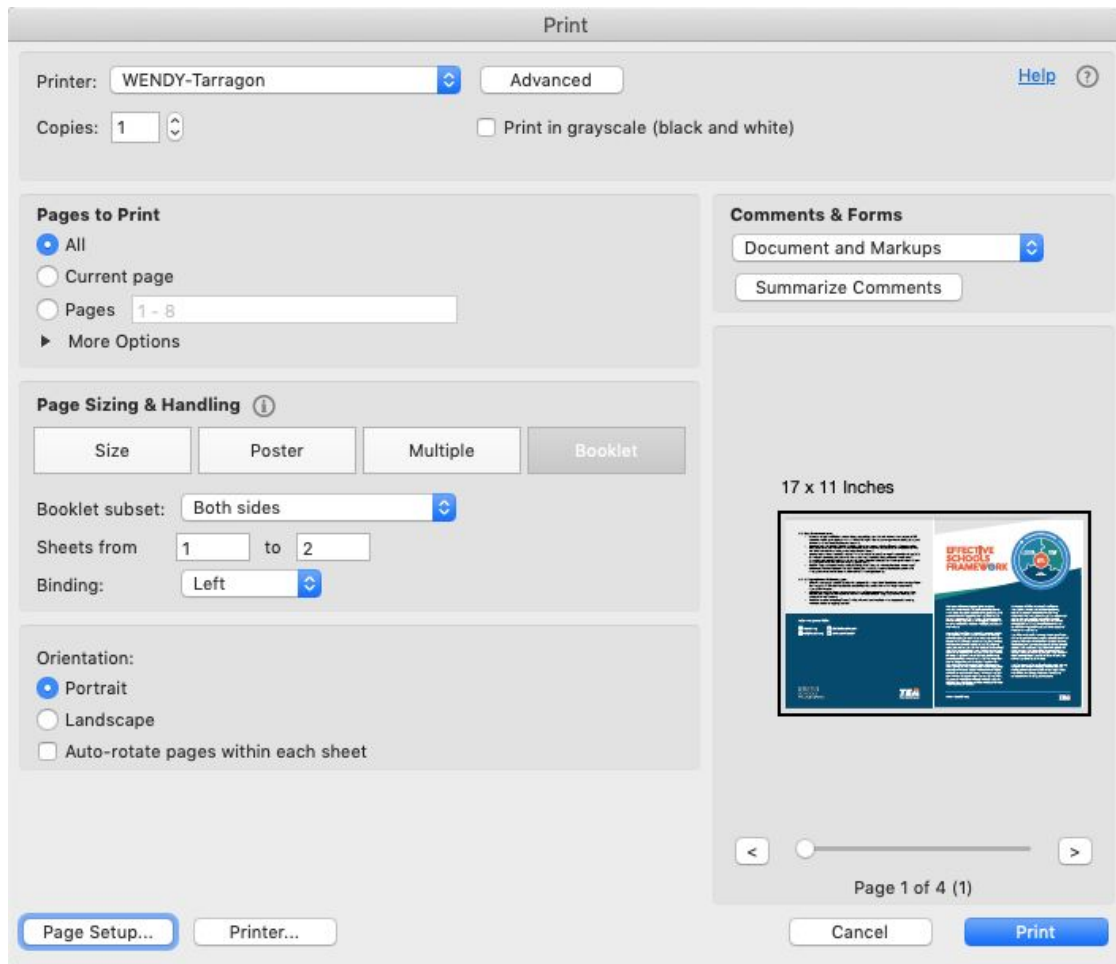 Print
Printer: WENDY-Tarragon Advanced Help ?
Copies: 1 Print in grayscale (black and white)
Pages to Print
All
Current page
Pages 1 - 8
More Options
Comments & Forms
Document and Markups
Summarize Comments
Page Sizing & Handling
Size Poster Multiple Booklet
Booklet subset: Both sides
Sheets from 1 to 2
Binding: Left
Orientation:
Portrait
Landscape
Auto-rotate pages within each sheet
17 x 11 Inches
EFFECTIVE
SCHOOLS
FRAMEWORK
TEA
< >
Page 1 of 4 (1)
Page Setup... Printer... Cancel Print